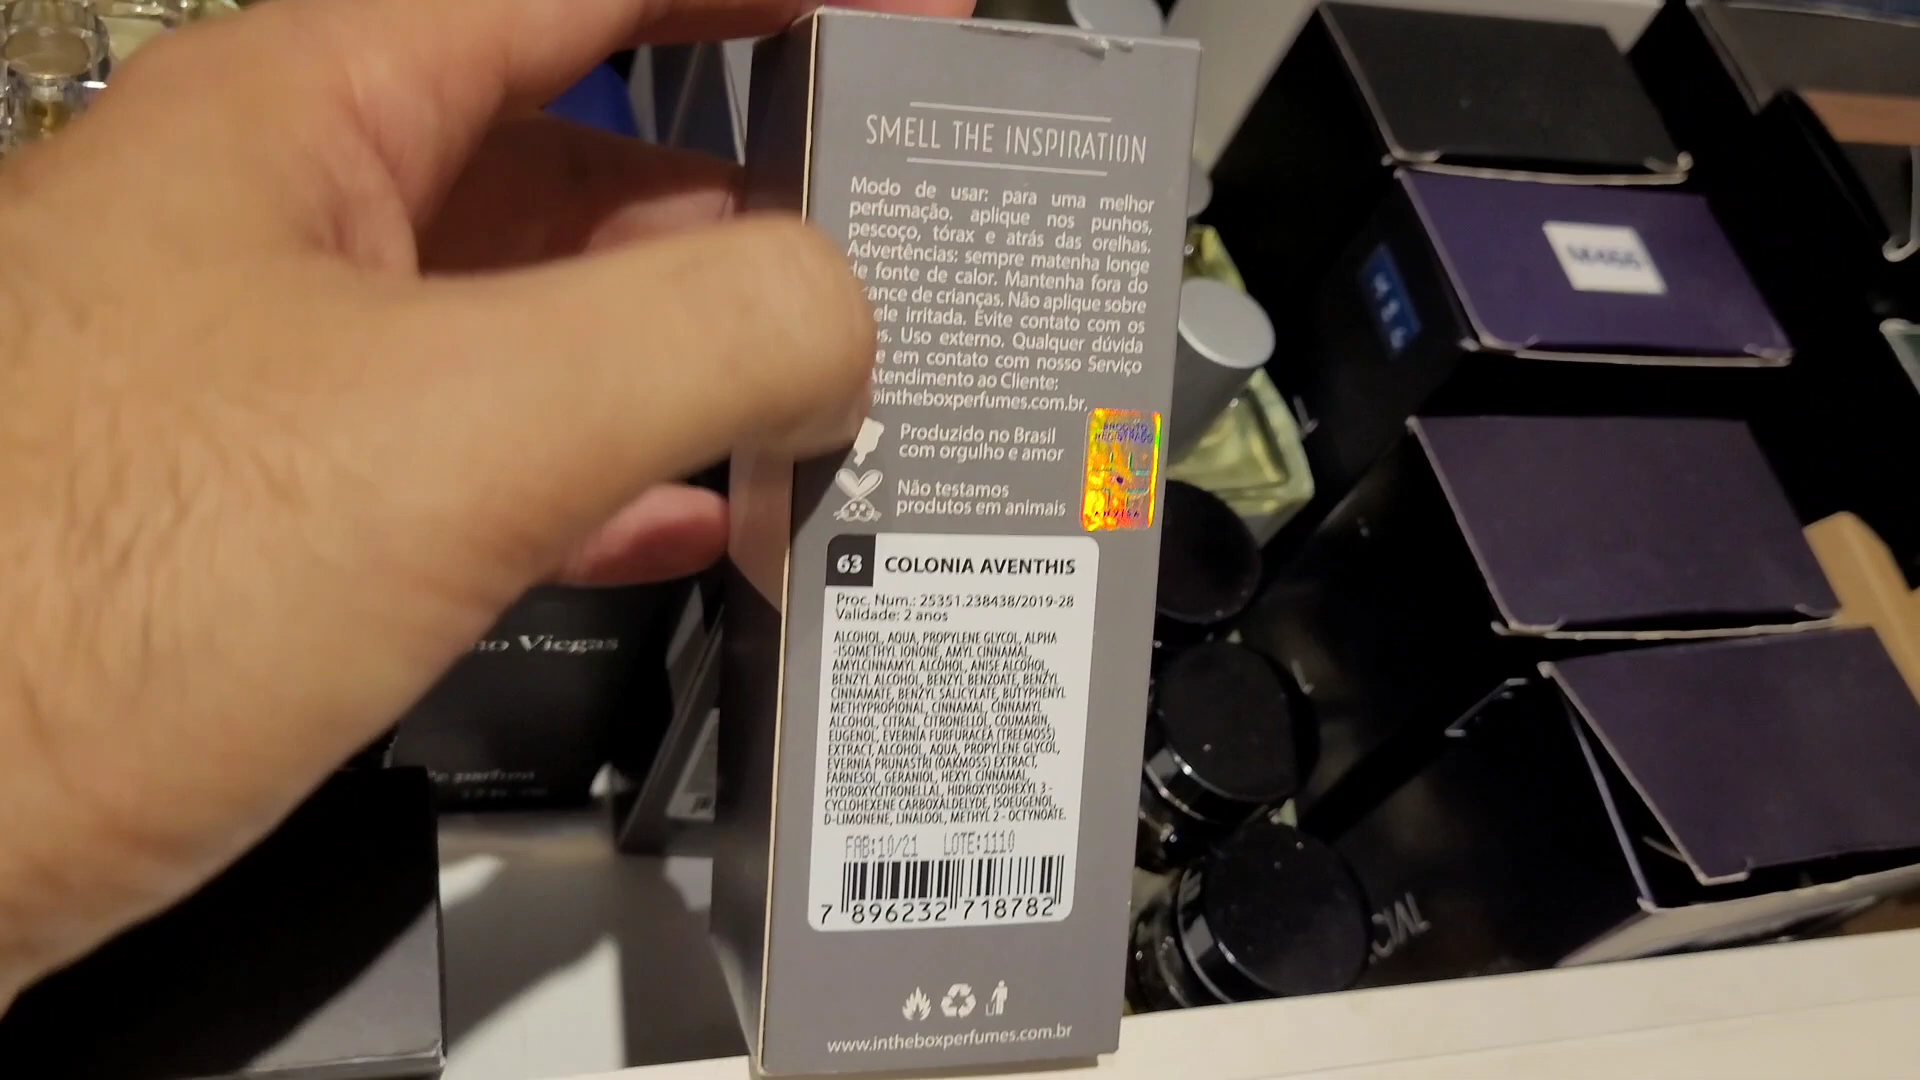 SMELL THE INSPIRATION
Modo de usar: para uma melhor
perfumação, aplique nos punhos,
pescoço, tórax e atrás das orelhas.
Advertências: sempre matenha longe
de fonte de calor. Mantenha fora do
de crianças. Não aplique sobre
irritada. Evite contato com os
Uso externo. Qualquer dúvida
em contato com nosso Serviço
Atendimento ao Cliente:
@intheboxperfumes.com.br.
Produzido no Brasil
com orgulho e amor
Não testamos
produtos em animais
PRODUTO
REGISTRADO
ANVISA
63 COLONIA AVENTHIS
Proc. Num.: 25351.238438/2019-28
Validade: 2 anos
ALCOHOL, AQUA, PROPYLENE GLYCOL, ALPHA
-ISOMETHYL IONONE, AMYL CINNAMAL,
AMYLCINNAMYL ALCOHOL, ANISE ALCOHOL,
BENZYL ALCOHOL, BENZYL BENZOATE, BENZYL
CINNAMATE, BENZYL SALICYLATE, BUTYPHENYL
METHYPROPIONAL, CINNAMAL, CINNAMYL
ALCOHOL, CITRAL, CITRONELLOL, COUMARIN,
EUGENOL, EVERNIA FURFURACEA (TREEMOSS)
EXTRACT, ALCOHOL, AQUA, PROPYLENE GLYCOL,
EVERNIA PRUNASTRI (OAKMOSS) EXTRACT,
FARNESOL, GERANIOL, HEXYL CINNAMAL,
HYDROXYCITRONELLAL, HIDROXYISOHEXYL 3-
CYCLOHEXENE CARBOXALDEYDE, ISOEUGENOL,
D-LIMONENE, LINALOOL, METHYL 2 - OCTYNOATE.
FAB:10/21 LOTE:1110
7 896232 718782
www.intheboxperfumes.com.br
Viegas
parfum